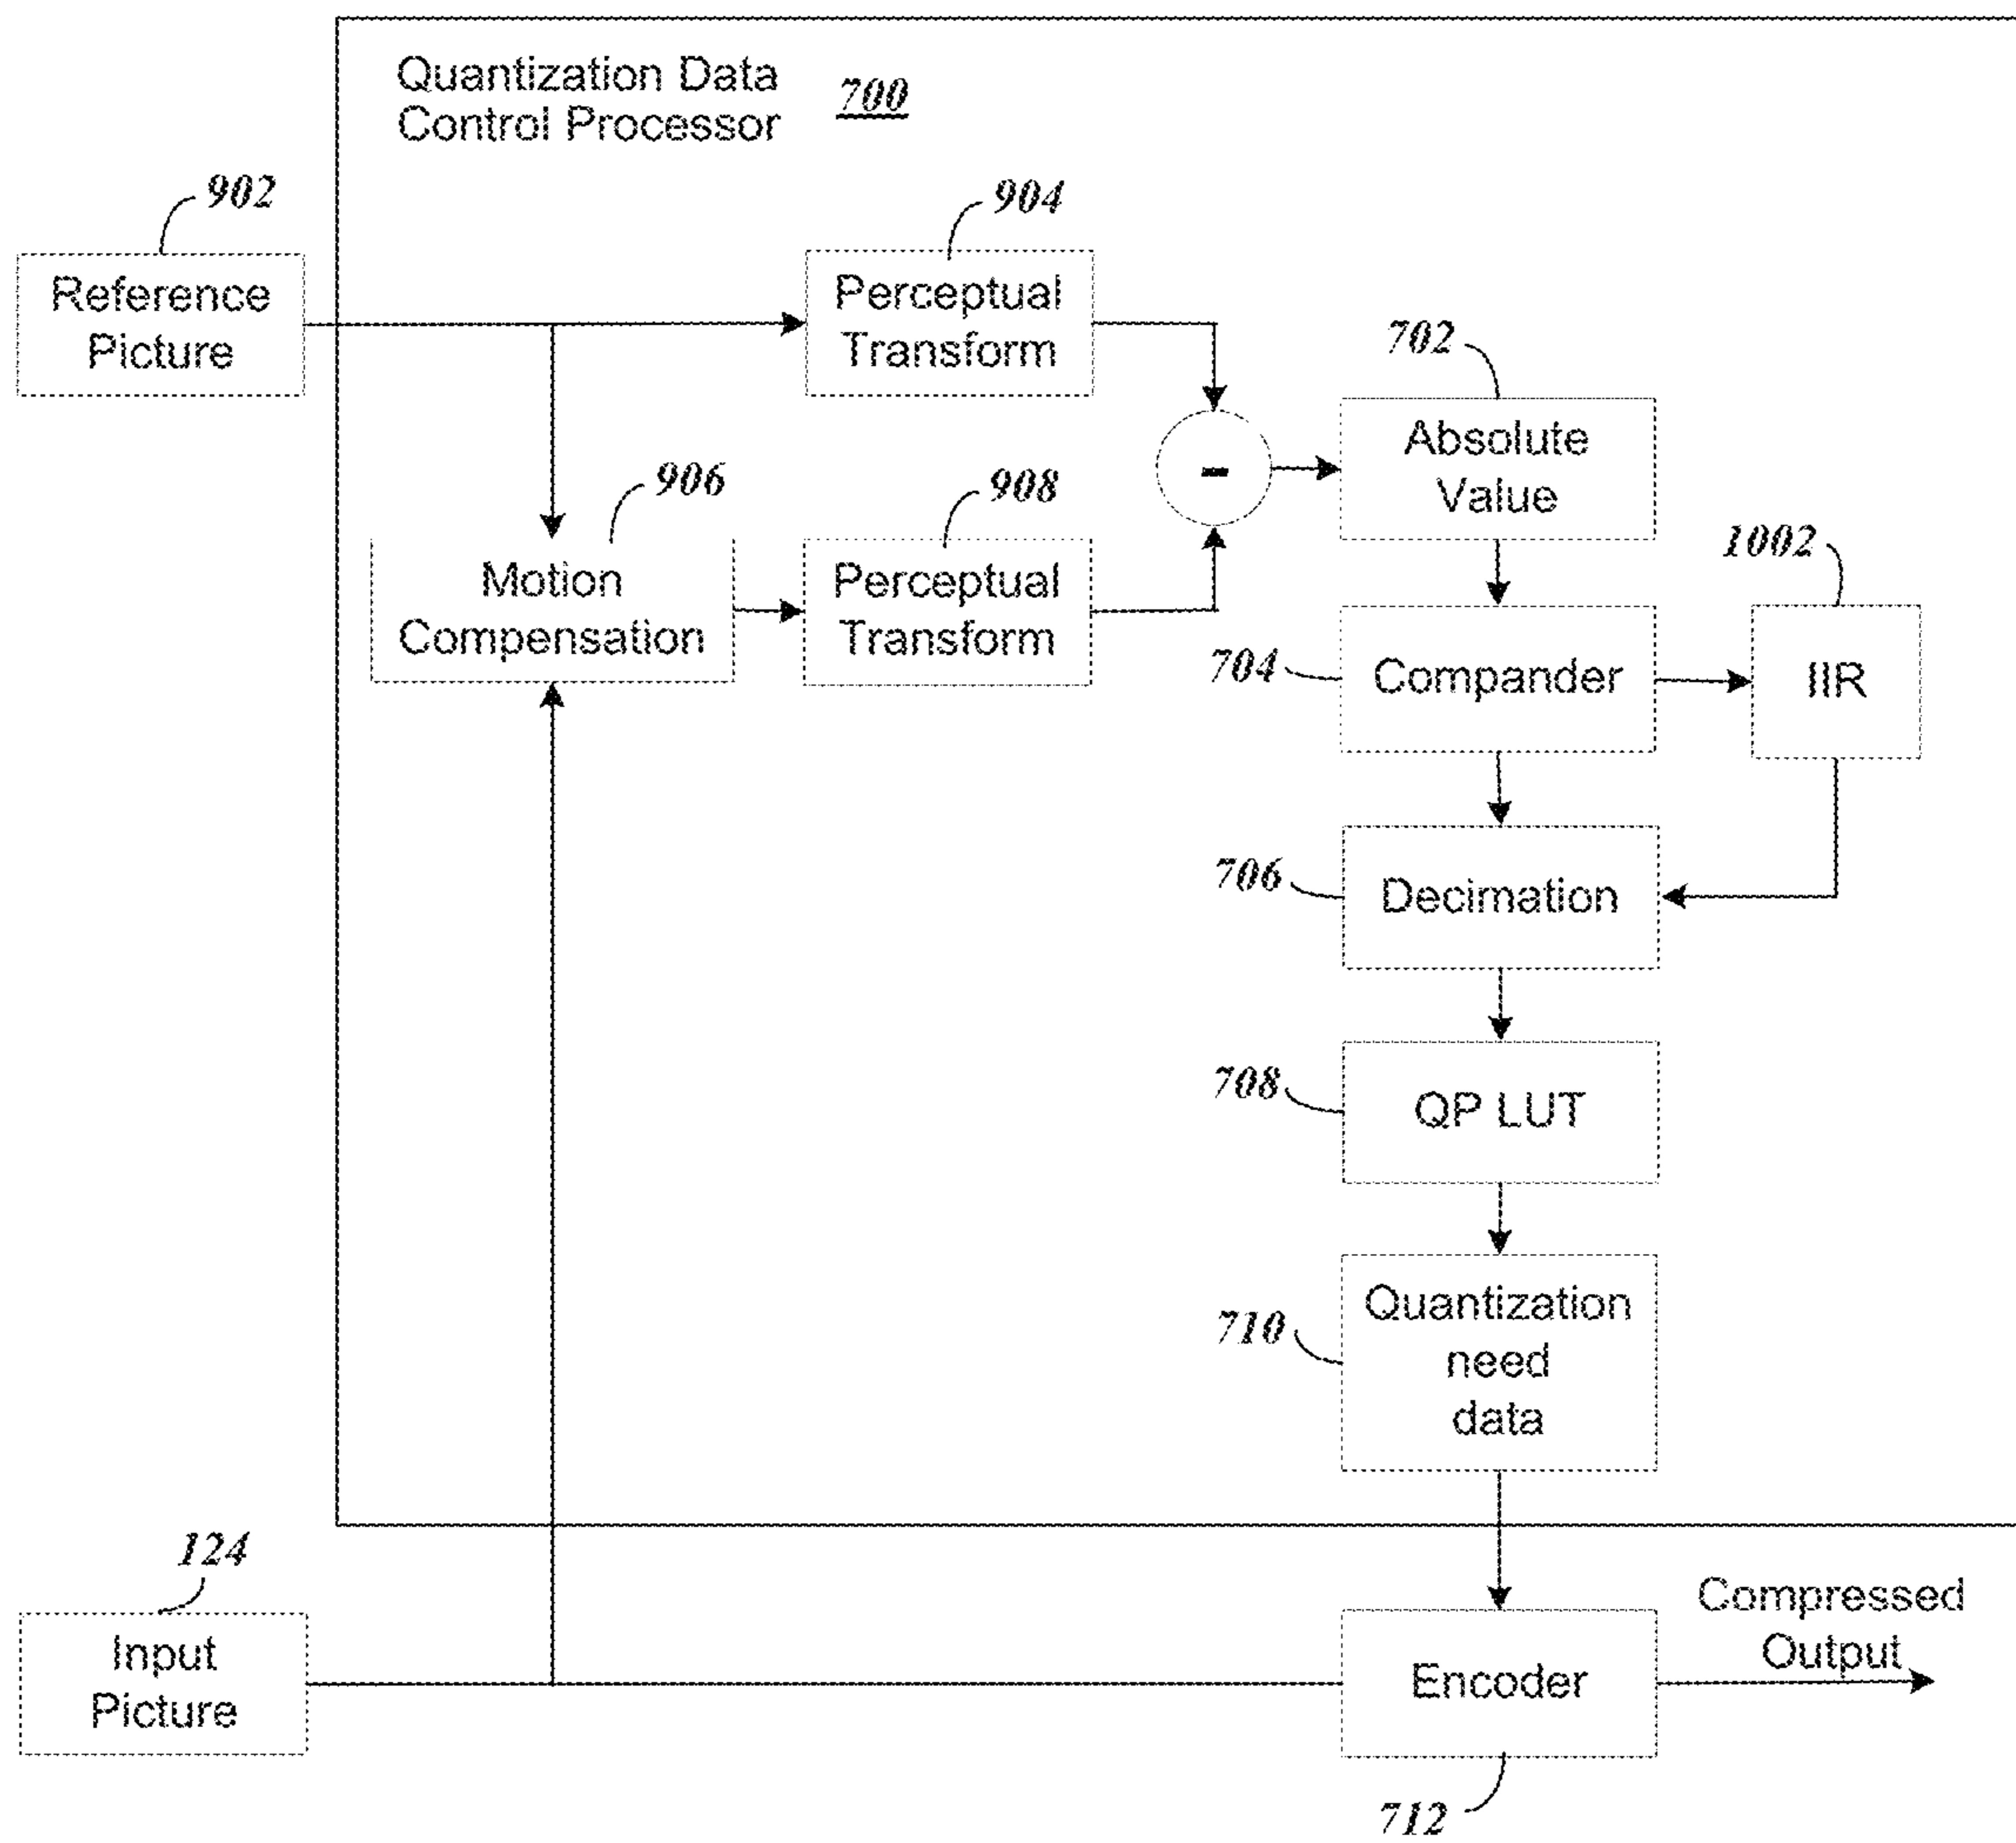 Quantization Data
Control Processor
700
902
Reference
Picture
904
Perceptual
Transform
906
Motion
Compensation
908
Perceptual
Transform
-
702
Absolute
Value
1002
IIR
704
Compander
706
Decimation
708
QP LUT
710
Quantization
need
data
124
Input
Picture
Encoder
712
Compressed
Output